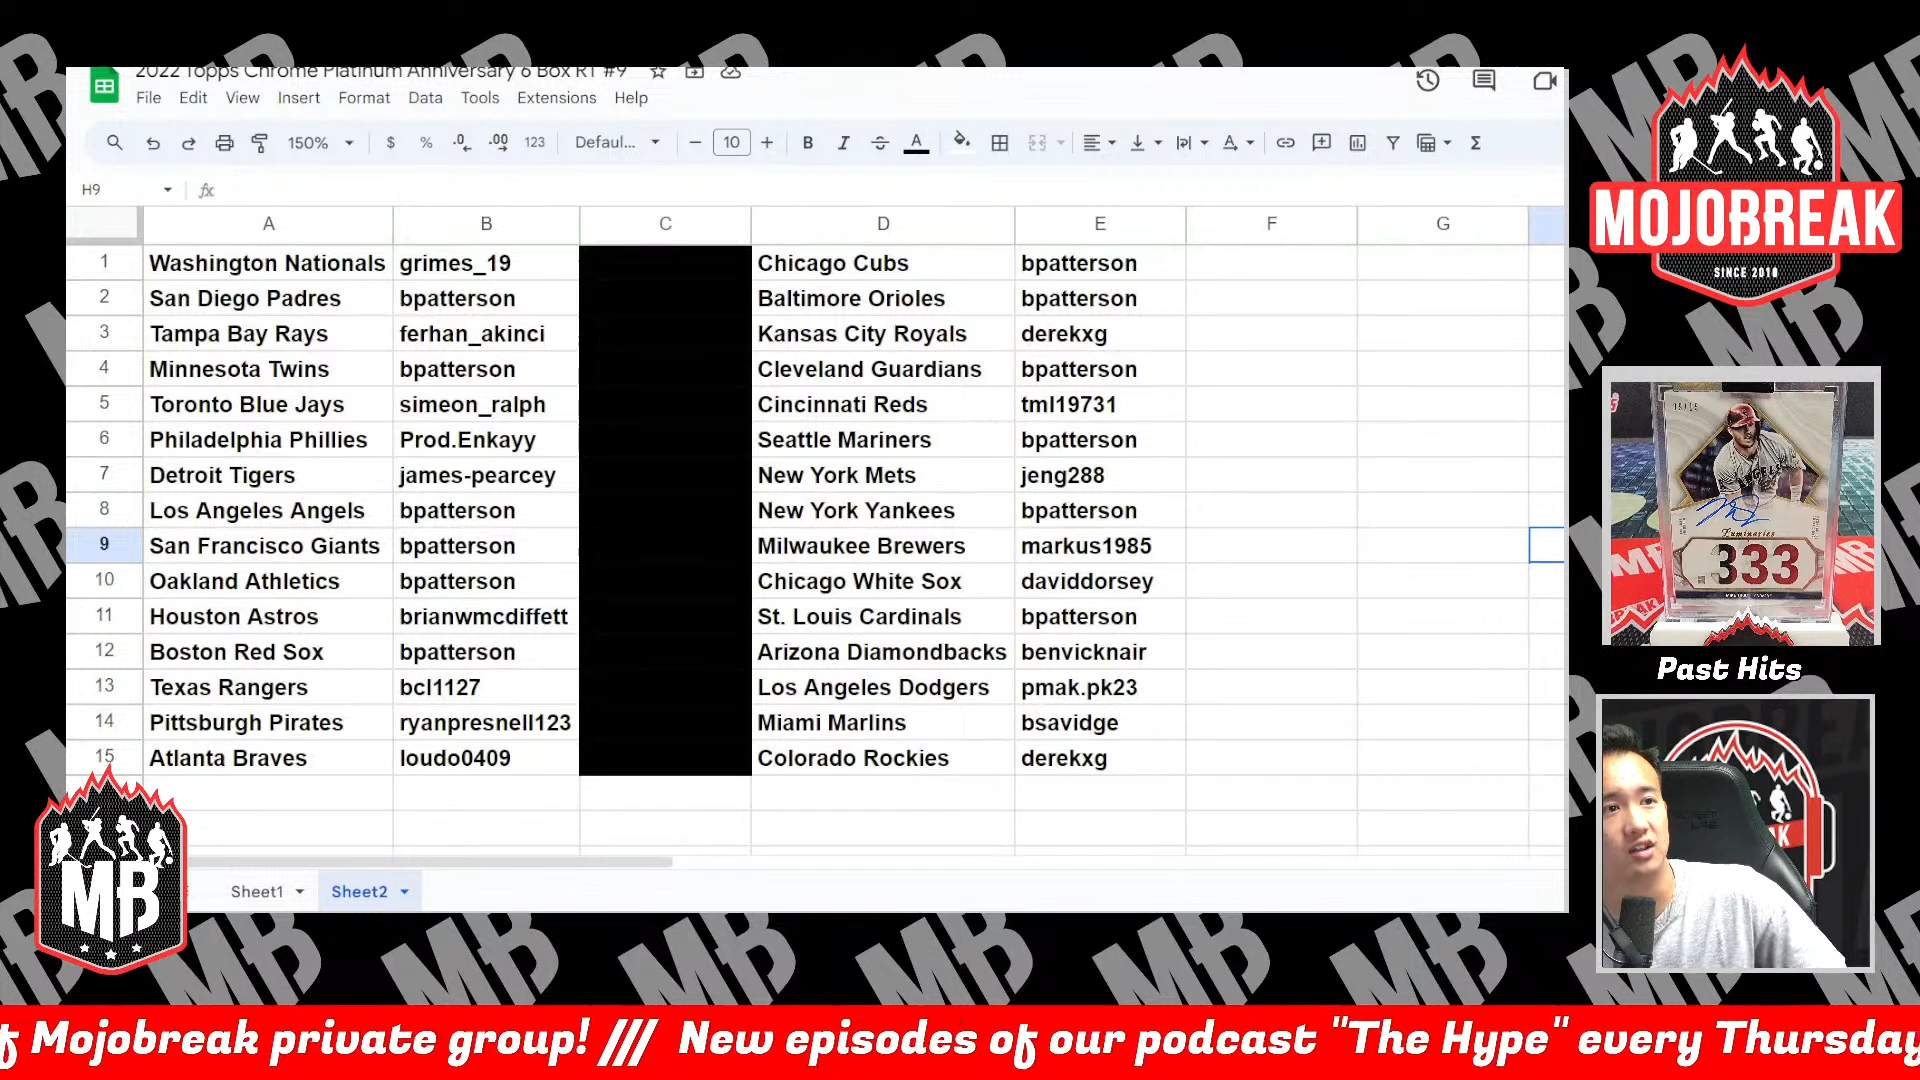 2022 Topps Chrome Platinum Anniversary 6 Box RT #9
File Edit View Insert Format Data Tools Extensions Help
150% $ % .0 .00 123 Defaul... 10 B I A
H9 fx
A B C D E F G
1 Washington Nationals grimes_19 Chicago Cubs bpatterson
2 San Diego Padres bpatterson Baltimore Orioles bpatterson
3 Tampa Bay Rays ferhan_akinci Kansas City Royals derekxg
4 Minnesota Twins bpatterson Cleveland Guardians bpatterson
5 Toronto Blue Jays simeon_ralph Cincinnati Reds tml19731
6 Philadelphia Phillies Prod.Enkayy Seattle Mariners bpatterson
7 Detroit Tigers james-pearcey New York Mets jeng288
8 Los Angeles Angels bpatterson New York Yankees bpatterson
9 San Francisco Giants bpatterson Milwaukee Brewers markus1985
10 Oakland Athletics bpatterson Chicago White Sox daviddorsey
11 Houston Astros brianwmcdiffett St. Louis Cardinals bpatterson
12 Boston Red Sox bpatterson Arizona Diamondbacks benvicknair
13 Texas Rangers bcl1127 Los Angeles Dodgers pmak.pk23
14 Pittsburgh Pirates ryanpresnell123 Miami Marlins bsavidge
15 Atlanta Braves loudo0409 Colorado Rockies derekxg
Sheet1 Sheet2
MOJOBREAK
SINCE 2010
ANGELS
Luminaries
333
Past Hits
MB
f Mojobreak private group! /// New episodes of our podcast "The Hype" every Thursday